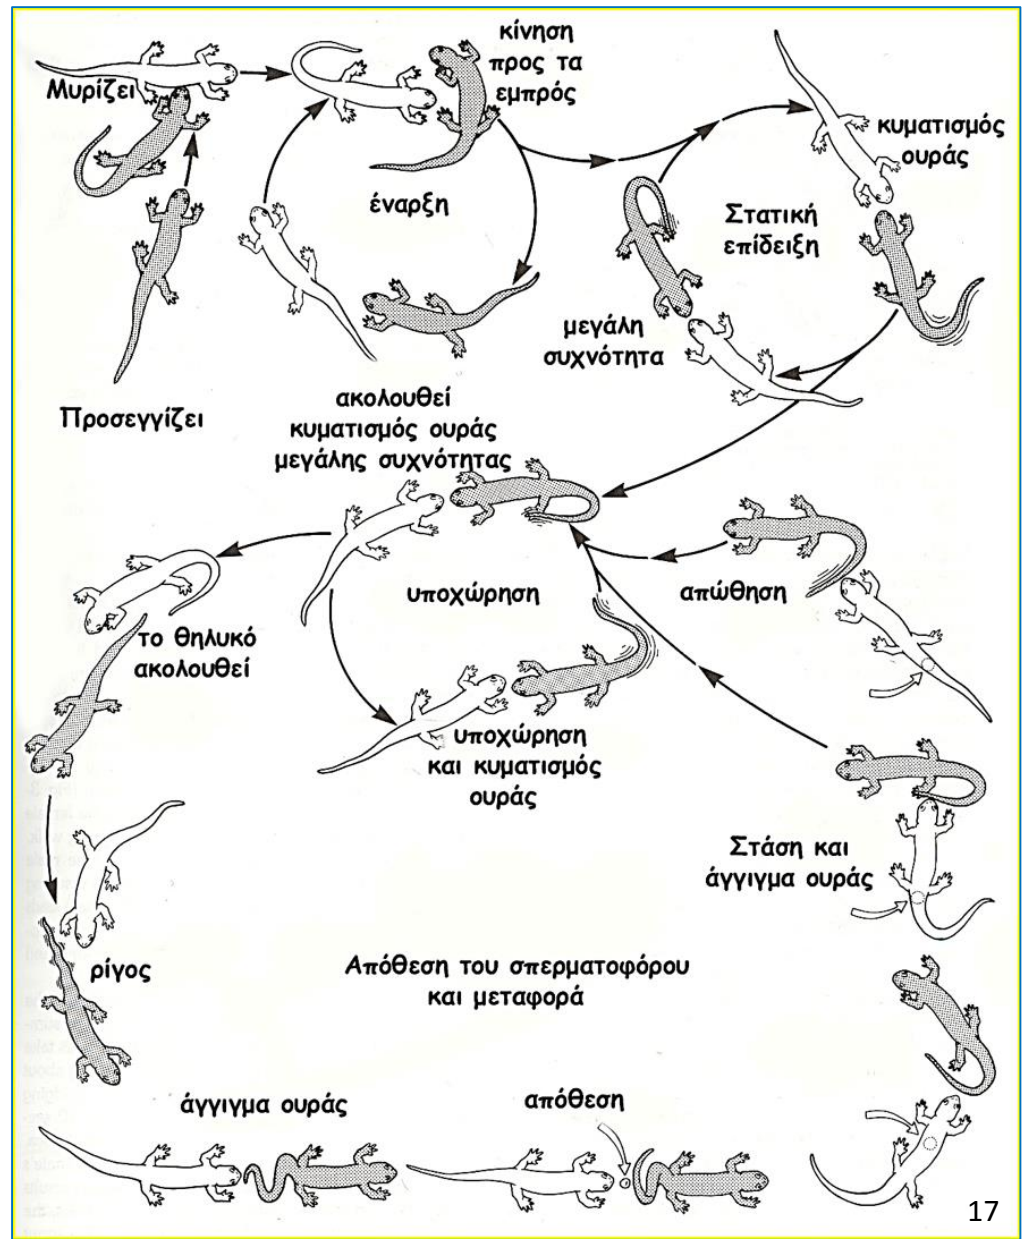 κίνηση
προς τα
εμπρός
Μυρίζει
κυματισμός
ουράς
έναρξη
Στατική
επίδειξη
μεγάλη
συχνότητα
Προσεγγίζει
ακολουθεί
κυματισμός ουράς
μεγάλης συχνότητας
υποχώρηση
απώθηση
το θηλυκό
ακολουθεί
υποχώρηση
και κυματισμός
ουράς
Στάση και
άγγιγμα ουράς
ρίγος
Απόθεση του σπερματοφόρου
και μεταφορά
άγγιγμα ουράς
απόθεση
17